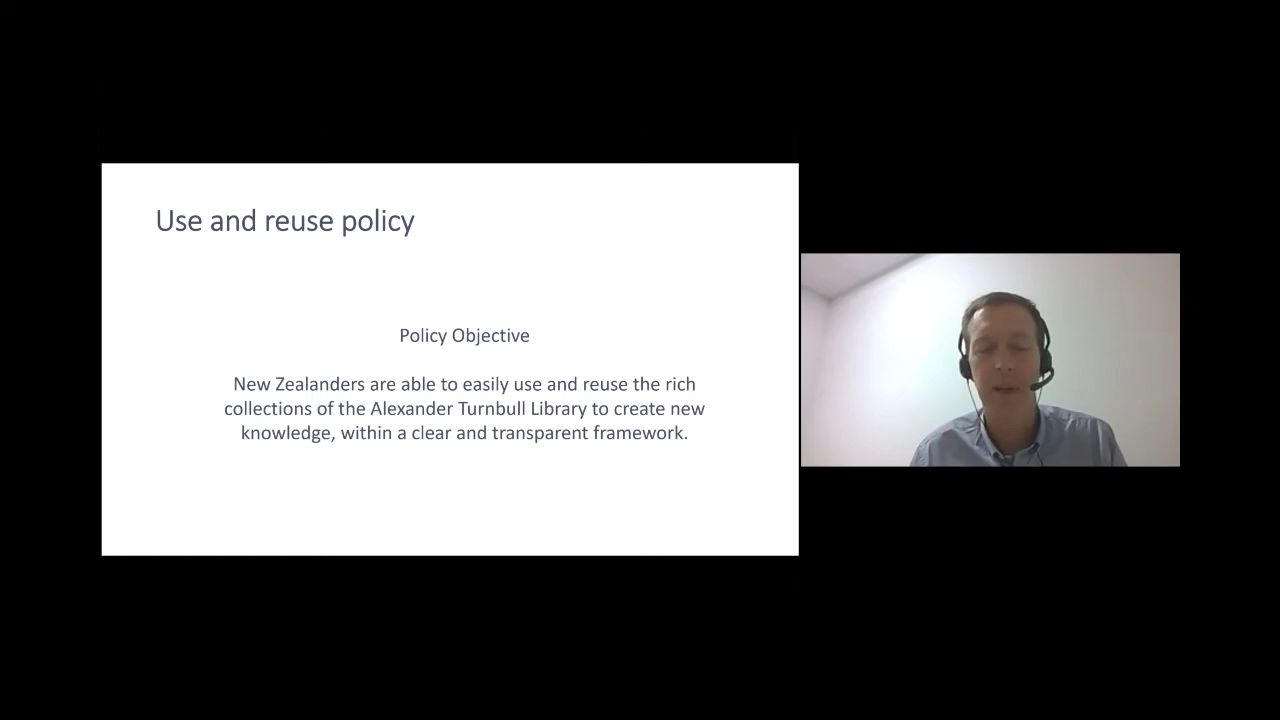 Use and reuse policy
Policy Objective
New Zealanders are able to easily use and reuse the rich
collections of the Alexander Turnbull Library to create new
knowledge, within a clear and transparent framework.